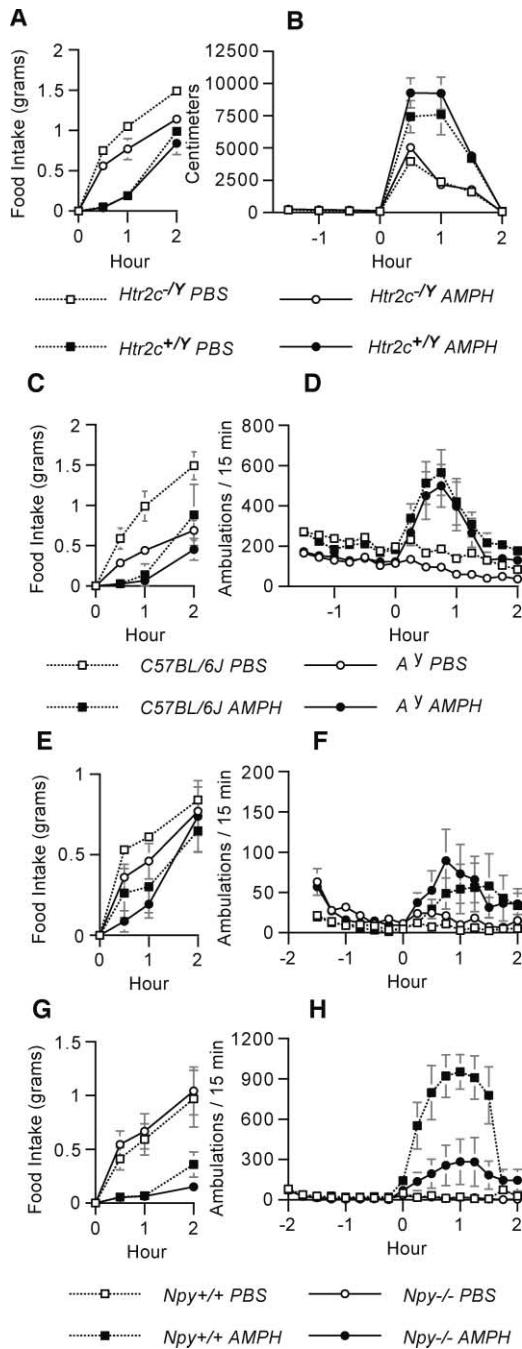 A
B
Food Intake (grams)
2
1.5
1
0.5
0
0 1 2
Hour
Centimeters
12500
10000
7500
5000
2500
0
-1 0 1 2
Hour
Htr2c-/Y PBS
Htr2c-/Y AMPH
Htr2c+/Y PBS
Htr2c+/Y AMPH
C
D
Food Intake (grams)
2
1.5
1
0.5
0
0 1 2
Hour
Ambulations / 15 min
800
600
400
200
0
-1 0 1 2
Hour
C57BL/6J PBS
A y PBS
C57BL/6J AMPH
A y AMPH
E
F
Food Intake (grams)
1
0.5
0
0 1 2
Hour
Ambulations / 15 min
200
150
100
50
0
-2 -1 0 1 2
Hour
G
H
Food Intake (grams)
1.5
1
0.5
0
0 1 2
Hour
Ambulations / 15 min
1200
900
600
300
0
-2 -1 0 1 2
Hour
Npy+/+ PBS
Npy-/- PBS
Npy+/+ AMPH
Npy-/- AMPH